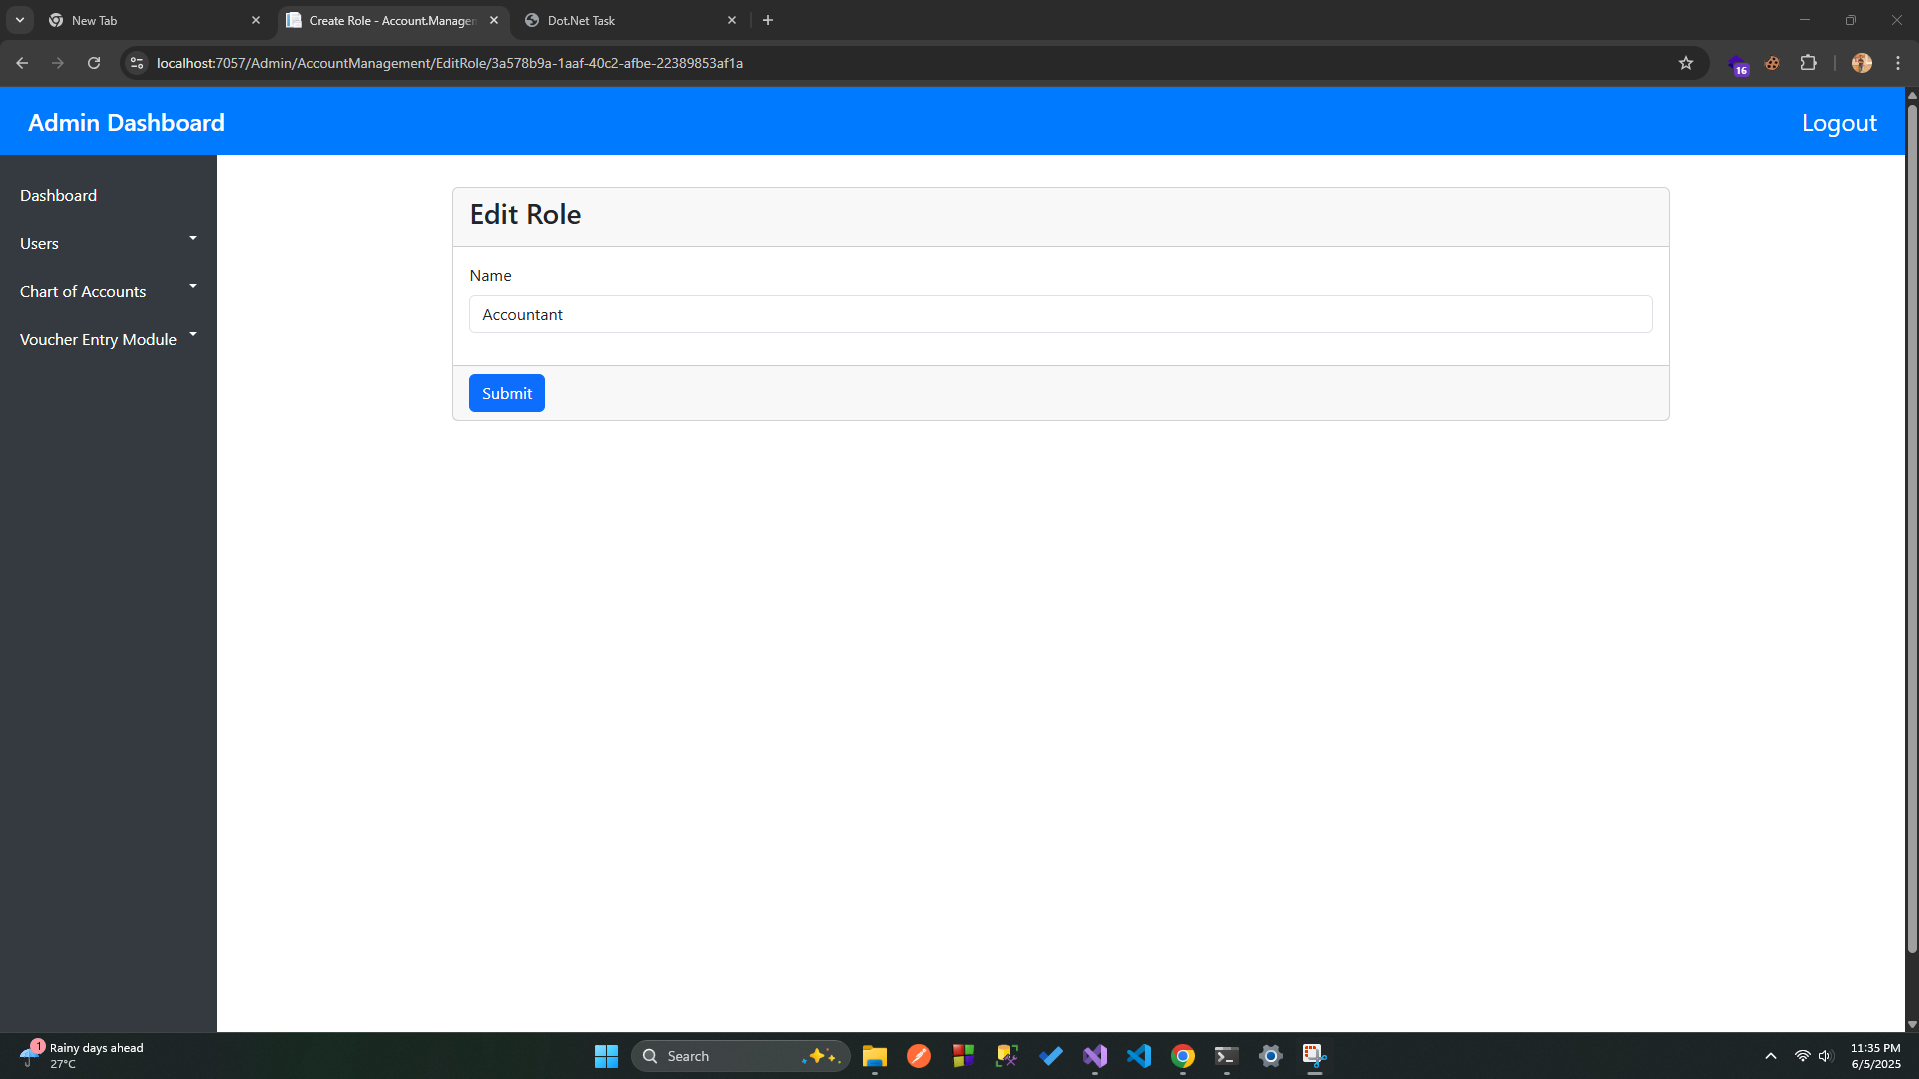 New Tab
Create Role - Account.Manage
Dot.Net Task
localhost:7057/Admin/AccountManagement/EditRole/3a578b9a-1aaf-40c2-afbe-22389853af1a
16
Admin Dashboard
Logout
Dashboard
Users
Chart of Accounts
Voucher Entry Module
Edit Role
Name
Accountant
Submit
1
Rainy days ahead
27°C
Search
11:35 PM
6/5/2025